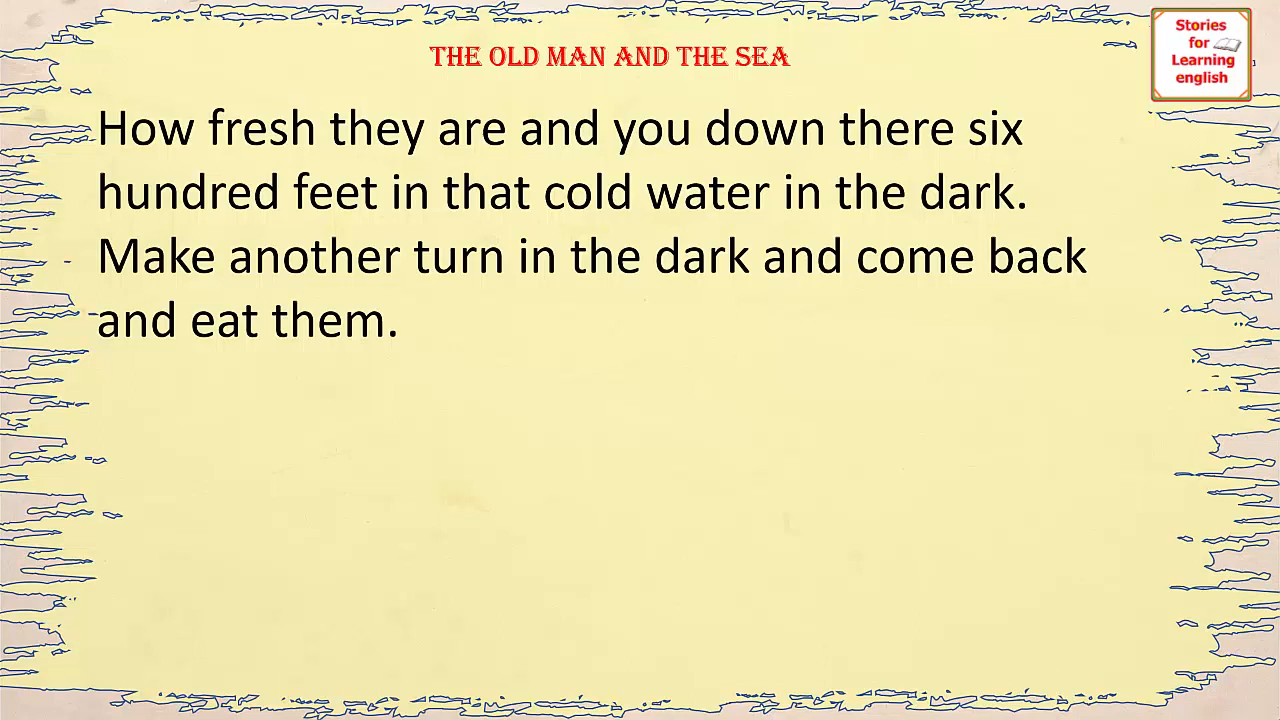 THE OLD MAN AND THE SEA
Stories
for
Learning
english
How fresh they are and you down there six
hundred feet in that cold water in the dark.
Make another turn in the dark and come back
and eat them.